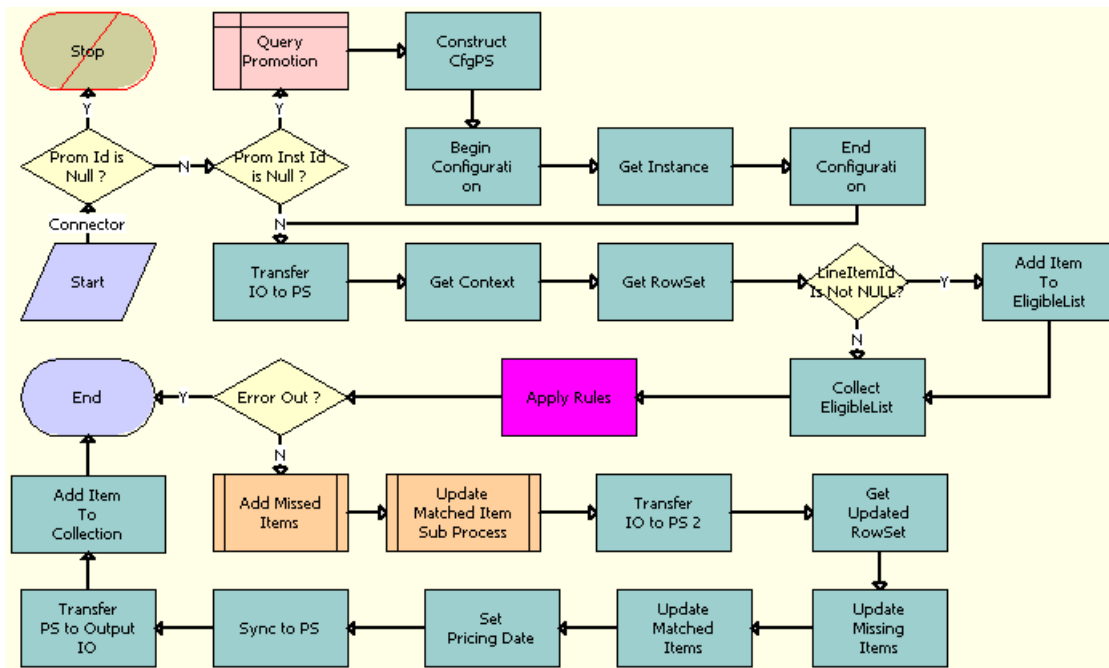 Stop
Query
Promotion
Construct
CfgPS
Y
Y
Prom Id is
Null ?
N
Prom Inst Id
is Null ?
Begin
Configurati
on
Get Instance
End
Configurati
on
Connector
N
Start
Transfer
IO to PS
Get Context
Get RowSet
LineItemId
Is Not NULL?
Y
Add Item
To
EligibleList
N
End
Y
Error Out ?
Apply Rules
Collect
EligibleList
N
Add Item
To
Collection
Add Missed
Items
Update
Matched Item
Sub Process
Transfer
IO to PS 2
Get
Updated
RowSet
Transfer
PS to Output
IO
Sync to PS
Set
Pricing Date
Update
Matched
Items
Update
Missing
Items